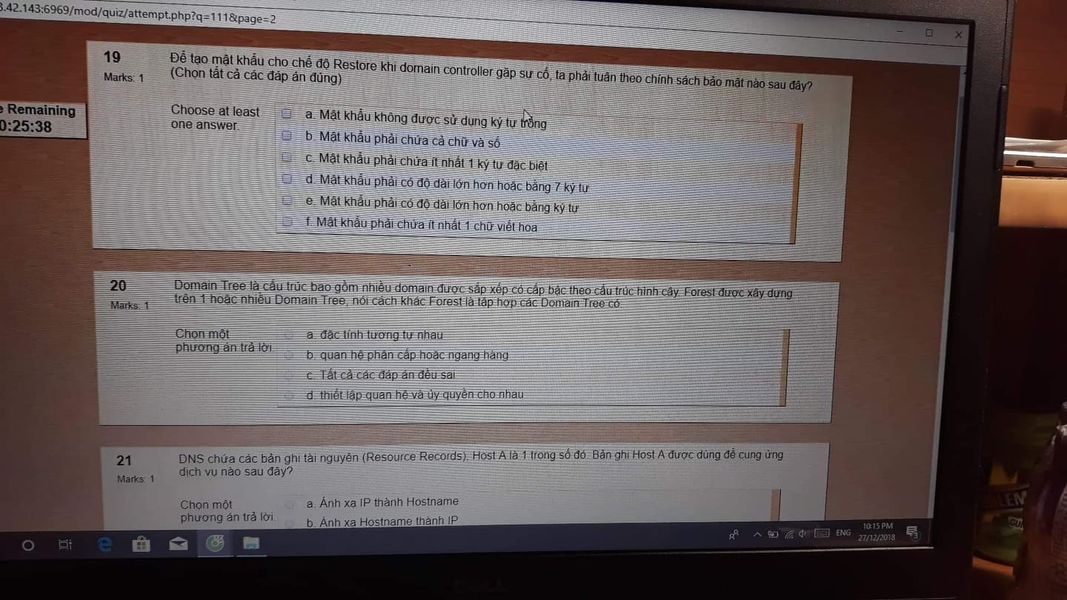 3.42.143:6969/mod/quiz/attempt.php?q=111&page=2
19
Marks: 1
Để tạo mật khẩu cho chế độ Restore khi domain controller gặp sự cố, ta phải tuân theo chính sách bảo mật nào sau đây?
(Chọn tất cả các đáp án đúng)
Remaining
0:25:38
Choose at least
one answer.
a. Mật khẩu không được sử dụng ký tự trống
b. Mật khẩu phải chứa cả chữ và số
c. Mật khẩu phải chứa ít nhất 1 ký tự đặc biệt
d. Mật khẩu phải có độ dài lớn hơn hoặc bằng 7 ký tự
e. Mật khẩu phải có độ dài lớn hơn hoặc bằng ký tự
f. Mật khẩu phải chứa ít nhất 1 chữ viết hoa
20
Marks: 1
Domain Tree là cấu trúc bao gồm nhiều domain được sắp xếp có cấp bậc theo cấu trúc hình cây. Forest được xây dựng
trên 1 hoặc nhiều Domain Tree, nói cách khác Forest là tập hợp các Domain Tree có
Chọn một
phương án trả lời
a. đặc tính tương tự nhau
b. quan hệ phân cấp hoặc ngang hàng
c. Tất cả các đáp án đều sai
d. thiết lập quan hệ và ủy quyền cho nhau
21
Marks: 1
DNS chứa các bản ghi tài nguyên (Resource Records), Host A là 1 trong số đó. Bản ghi Host A được dùng để cung ứng
dịch vụ nào sau đây?
Chọn một
phương án trả lời
a. Ánh xạ IP thành Hostname
b. Ánh xạ Hostname thành IP
ENG
10:15 PM
27/12/2018